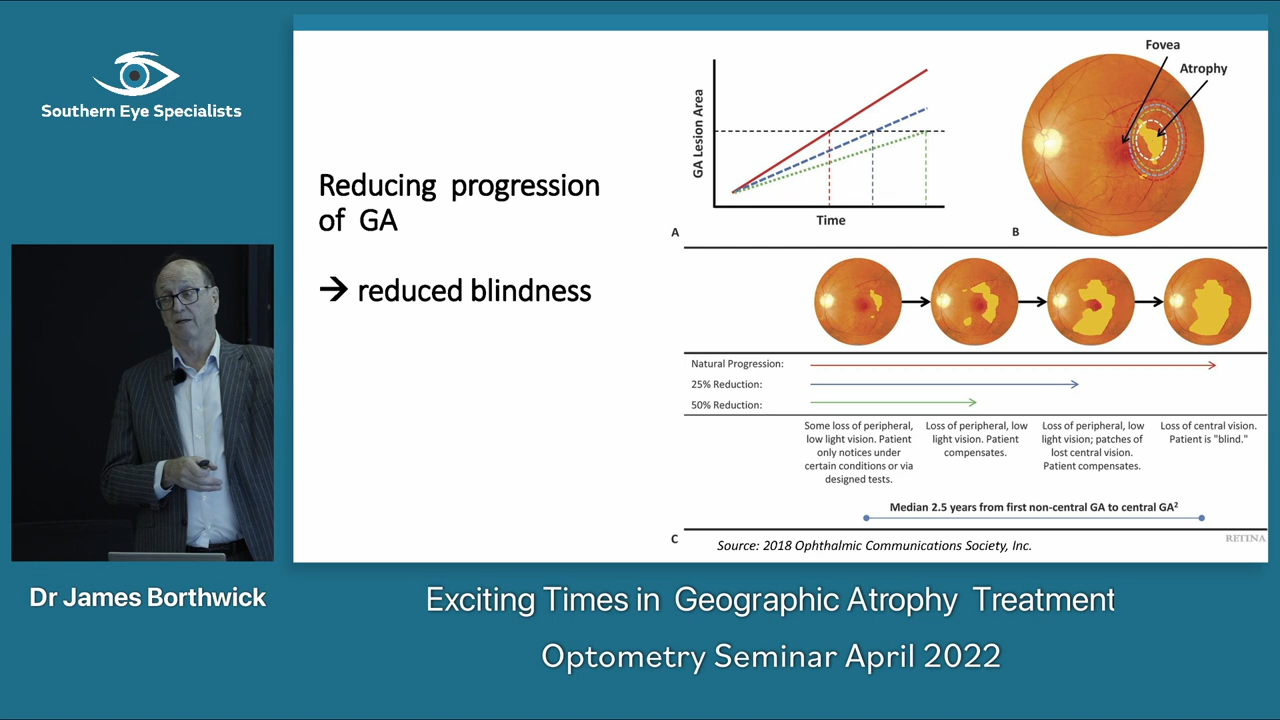 Southern Eye Specialists
Reducing progression
of GA
→ reduced blindness
GA Lesion Area
Time
A
Fovea
Atrophy
B
Natural Progression:
25% Reduction:
50% Reduction:
Some loss of peripheral,
low light vision. Patient
only notices under
certain conditions or via
designed tests.
Loss of peripheral, low
light vision. Patient
compensates.
Loss of peripheral, low
light vision; patches of
lost central vision.
Patient compensates.
Loss of central vision.
Patient is "blind."
Median 2.5 years from first non-central GA to central GA²
C
Source: 2018 Ophthalmic Communications Society, Inc.
RETINA
Dr James Borthwick
Exciting Times in Geographic Atrophy Treatment
Optometry Seminar April 2022